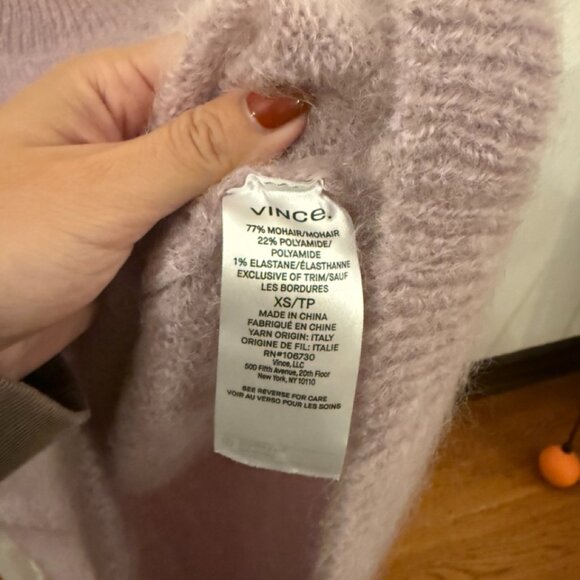 VINCe.
77% MOHAIR/MOHAIR
22% POLYAMIDE/
POLYAMIDE
1% ELASTANE/ÉLASTHANNE
EXCLUSIVE OF TRIM/SAUF
LES BORDURES
XS/TP
MADE IN CHINA
FABRIQUÉ EN CHINE
YARN ORIGIN: ITALY
ORIGINE DE FIL: ITALIE
RN#106730
Vince, LLC
500 Fifth Avenue, 20th Floor
New York, NY 10110
SEE REVERSE FOR CARE
VOIR AU VERSO POUR LES SOINS